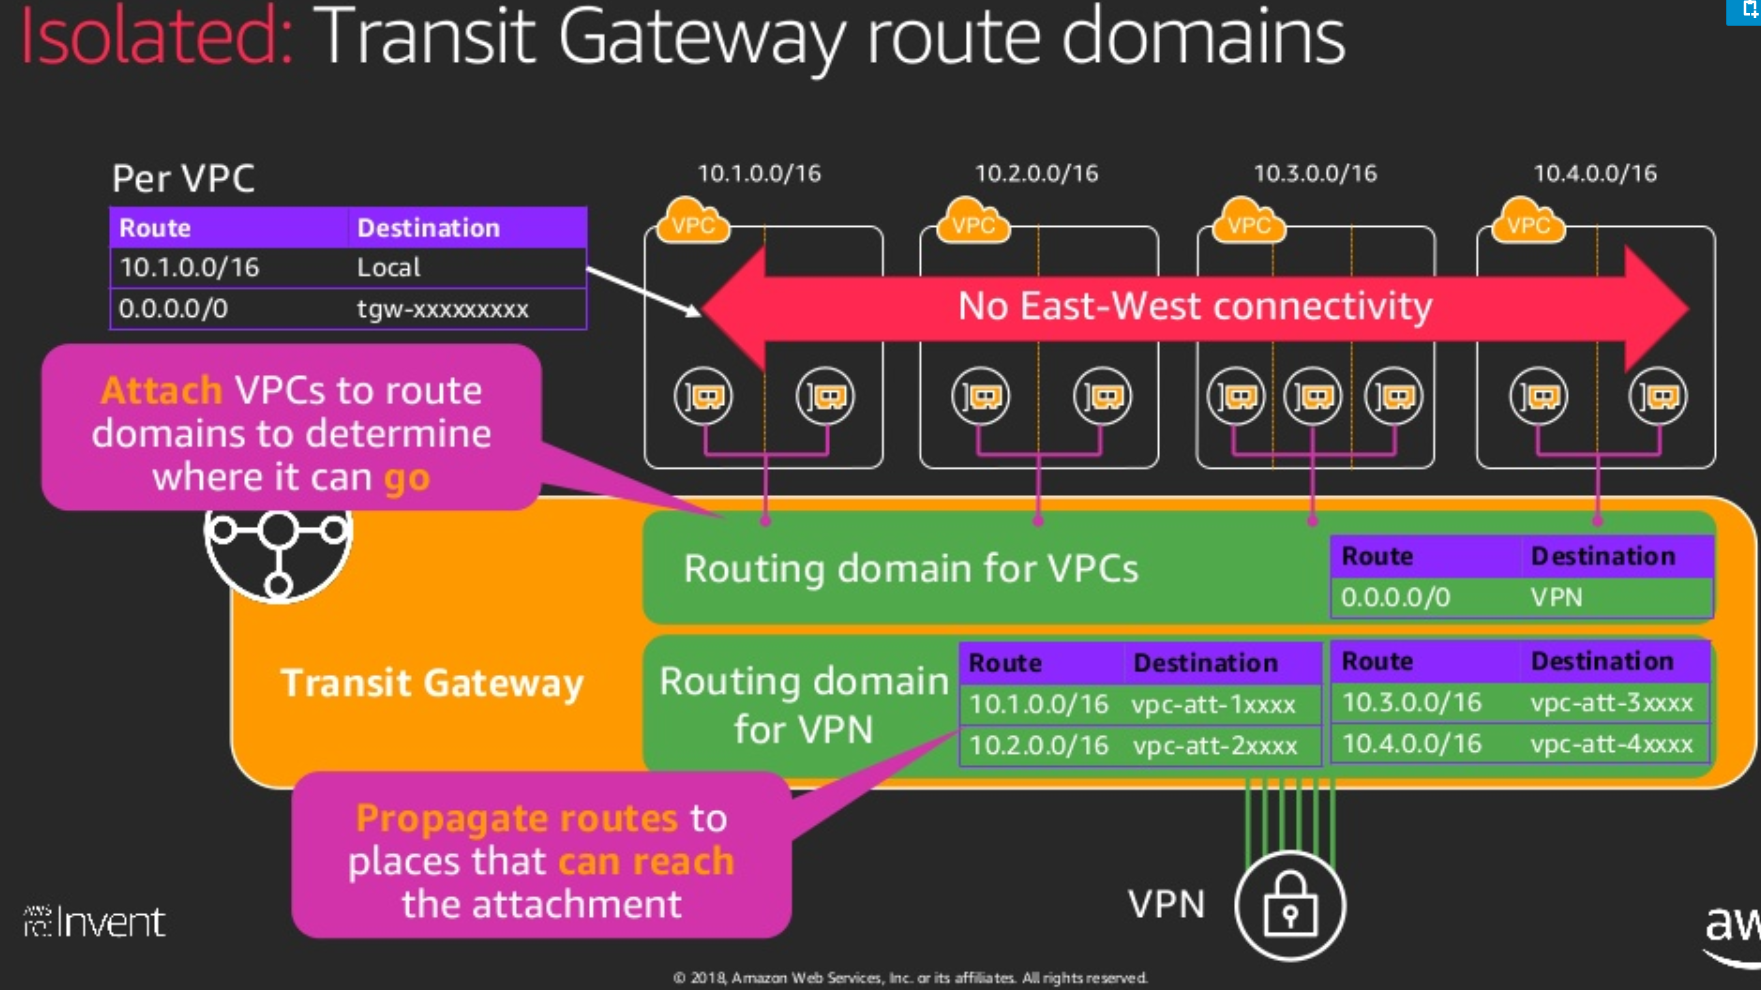 Isolated: Transit Gateway route domains
Per VPC
Route Destination
10.1.0.0/16 Local
0.0.0.0/0 tgw-xxxxxxxxx
10.1.0.0/16
10.2.0.0/16
10.3.0.0/16
10.4.0.0/16
VPC
VPC
VPC
VPC
No East-West connectivity
Attach VPCs to route
domains to determine
where it can go
Routing domain for VPCs
Route Destination
0.0.0.0/0 VPN
Transit Gateway
Routing domain
for VPN
Route Destination
10.1.0.0/16 vpc-att-1xxxx
10.2.0.0/16 vpc-att-2xxxx
Route Destination
10.3.0.0/16 vpc-att-3xxxx
10.4.0.0/16 vpc-att-4xxxx
Propagate routes to
places that can reach
the attachment
VPN
AWS
re:Invent
aw
© 2018, Amazon Web Services, Inc. or its affiliates. All rights reserved.